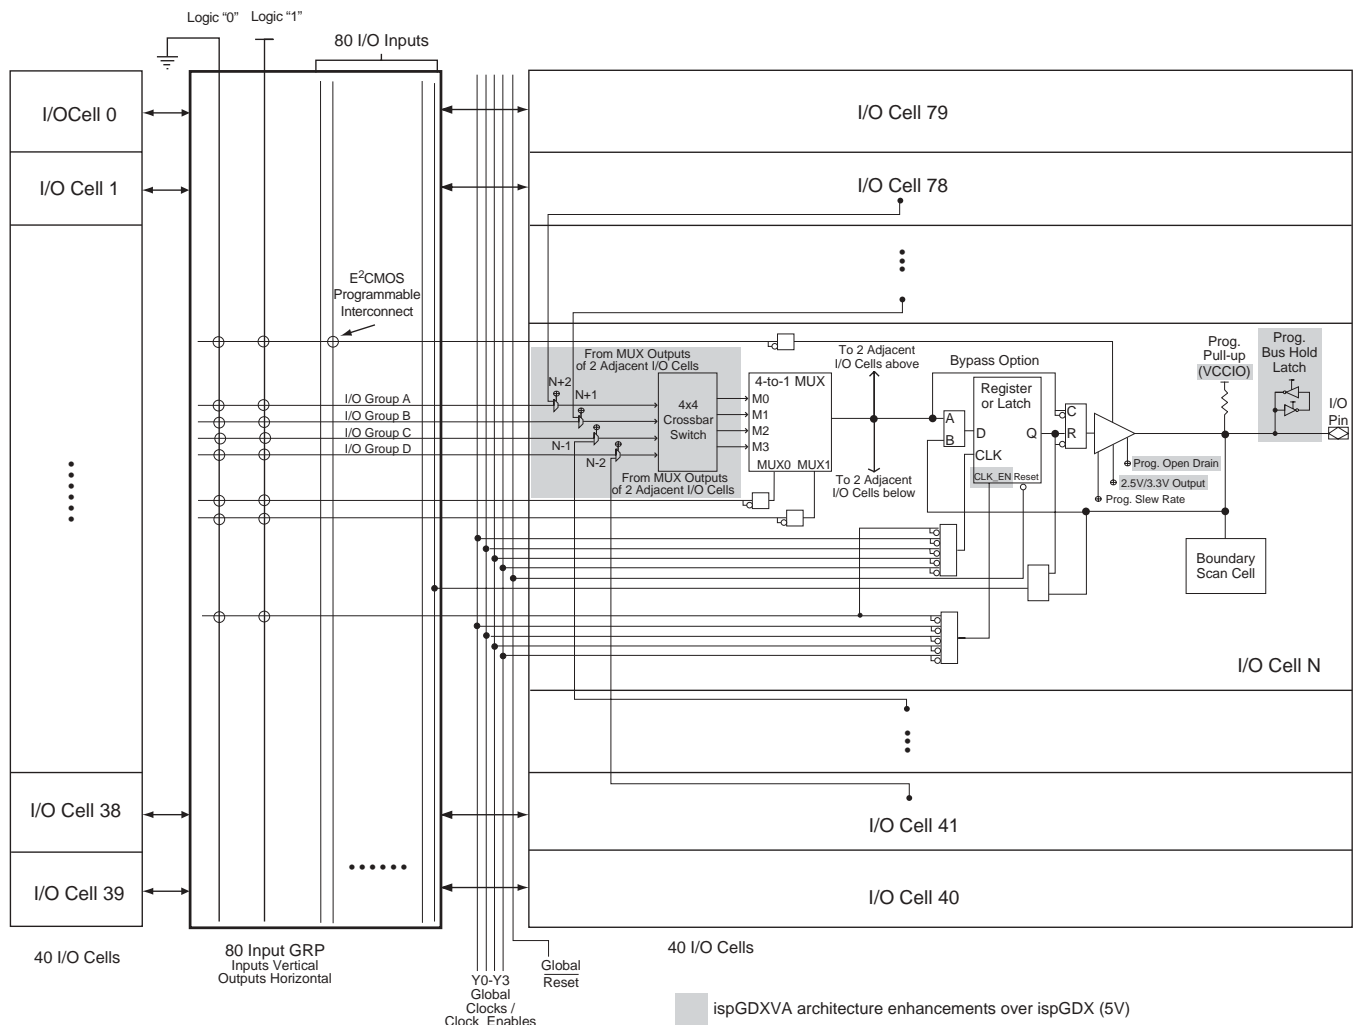 Logic “0”
Logic “1”
80 I/O Inputs
I/OCell 0
I/O Cell 79
I/O Cell 1
I/O Cell 78
E²CMOS
Programmable
Interconnect
From MUX Outputs
of 2 Adjacent I/O Cells
N+2
N+1
N-1
N-2
I/O Group A
I/O Group B
I/O Group C
I/O Group D
4x4
Crossbar
Switch
From MUX Outputs
of 2 Adjacent I/O Cells
4-to-1 MUX
M0
M1
M2
M3
MUX0 MUX1
To 2 Adjacent
I/O Cells above
To 2 Adjacent
I/O Cells below
Bypass Option
Register
or Latch
A
B
D
Q
CLK
CLK_EN
Reset
C
R
Prog.
Pull-up
(VCCIO)
Prog.
Bus Hold
Latch
I/O
Pin
Prog. Open Drain
2.5V/3.3V Output
Prog. Slew Rate
Boundary
Scan Cell
I/O Cell N
I/O Cell 38
I/O Cell 41
I/O Cell 39
I/O Cell 40
40 I/O Cells
80 Input GRP
Inputs Vertical
Outputs Horizontal
Y0-Y3
Global
Clocks /
Clock_Enables
Global
Reset
40 I/O Cells
ispGDXVA architecture enhancements over ispGDX (5V)